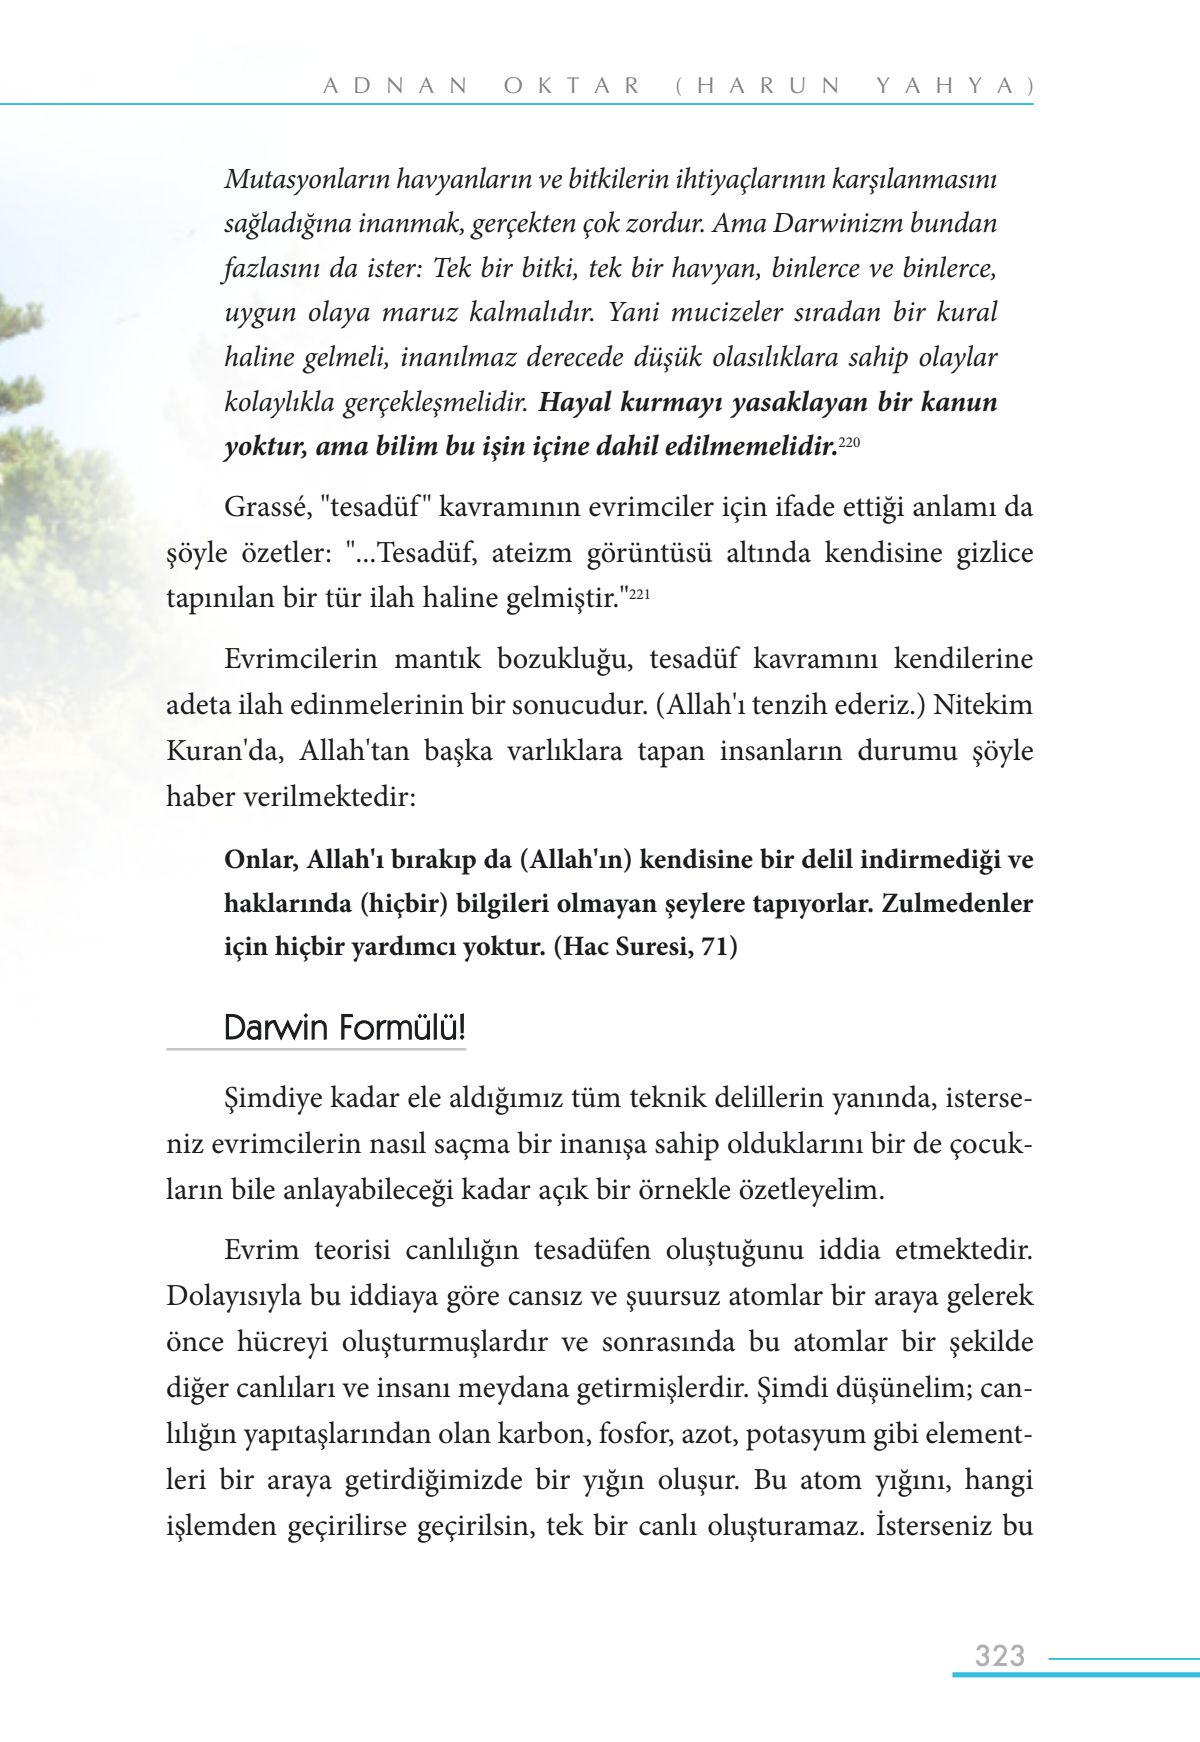 ADNAN OKTAR (HARUN YAHYA)
Mutasyonların havyanların ve bitkilerin ihtiyaçlarının karşılanmasını
sağladığına inanmak, gerçekten çok zordur. Ama Darwinizm bundan
fazlasını da ister: Tek bir bitki, tek bir havyan, binlerce ve binlerce,
uygun olaya maruz kalmalıdır. Yani mucizeler sıradan bir kural
haline gelmeli, inanılmaz derecede düşük olasılıklara sahip olaylar
kolaylıkla gerçekleşmelidir. Hayal kurmayı yasaklayan bir kanun
yoktur, ama bilim bu işin içine dahil edilmemelidir.220
Grassé, "tesadüf" kavramının evrimciler için ifade ettiği anlamı da
şöyle özetler: "...Tesadüf, ateizm görüntüsü altında kendisine gizlice
tapınılan bir tür ilah haline gelmiştir."221
Evrimcilerin mantık bozukluğu, tesadüf kavramını kendilerine
adeta ilah edinmelerinin bir sonucudur. (Allah'ı tenzih ederiz.) Nitekim
Kuran'da, Allah'tan başka varlıklara tapan insanların durumu şöyle
haber verilmektedir:
Onlar, Allah'ı bırakıp da (Allah'ın) kendisine bir delil indirmediği ve
haklarında (hiçbir) bilgileri olmayan şeylere tapıyorlar. Zulmedenler
için hiçbir yardımcı yoktur. (Hac Suresi, 71)
Darwin Formülü!
Şimdiye kadar ele aldığımız tüm teknik delillerin yanında, isterse-
niz evrimcilerin nasıl saçma bir inanışa sahip olduklarını bir de çocuk-
ların bile anlayabileceği kadar açık bir örnekle özetleyelim.
Evrim teorisi canlılığın tesadüfen oluştuğunu iddia etmektedir.
Dolayısıyla bu iddiaya göre cansız ve şuursuz atomlar bir araya gelerek
önce hücreyi oluşturmuşlardır ve sonrasında bu atomlar bir şekilde
diğer canlıları ve insanı meydana getirmişlerdir. Şimdi düşünelim; can-
lılığın yapıtaşlarından olan karbon, fosfor, azot, potasyum gibi element-
leri bir araya getirdiğimizde bir yığın oluşur. Bu atom yığını, hangi
işlemden geçirilirse geçirilsin, tek bir canlı oluşturamaz. İsterseniz bu
323